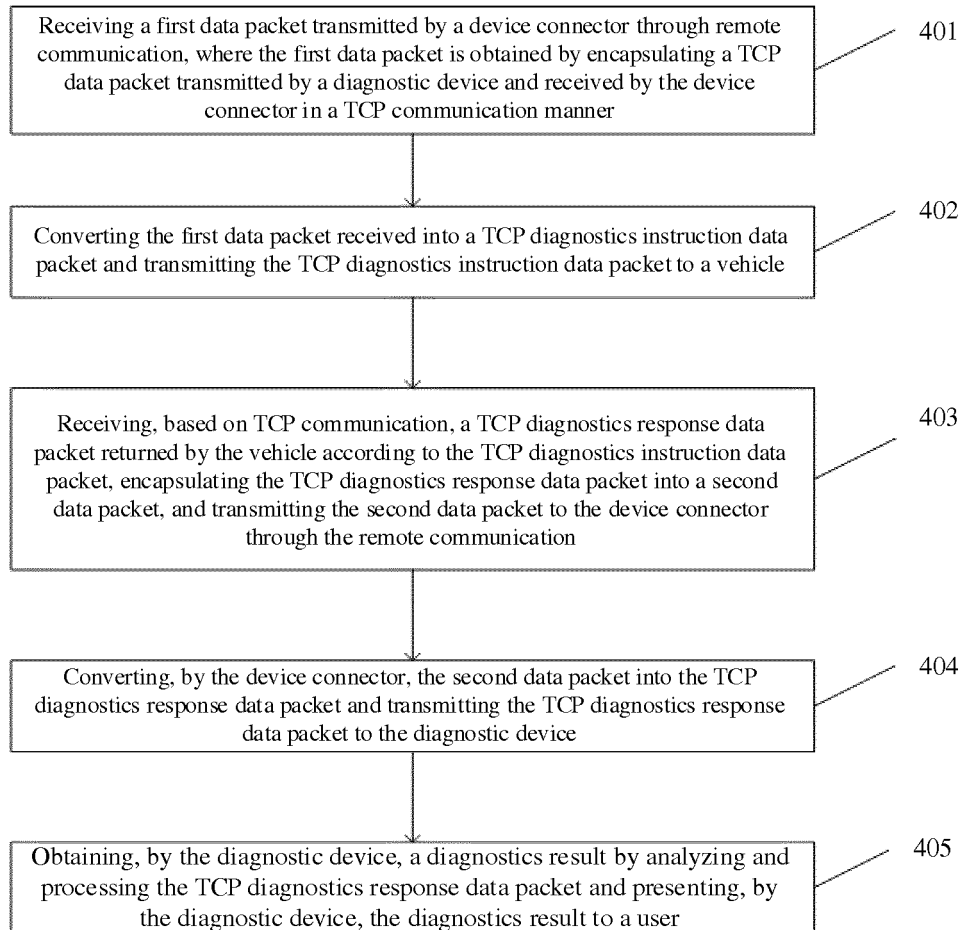 Receiving a first data packet transmitted by a device connector through remote
communication, where the first data packet is obtained by encapsulating a TCP
data packet transmitted by a diagnostic device and received by the device
connector in a TCP communication manner
401
Converting the first data packet received into a TCP diagnostics instruction data
packet and transmitting the TCP diagnostics instruction data packet to a vehicle
402
Receiving, based on TCP communication, a TCP diagnostics response data
packet returned by the vehicle according to the TCP diagnostics instruction data
packet, encapsulating the TCP diagnostics response data packet into a second
data packet, and transmitting the second data packet to the device connector
through the remote communication
403
Converting, by the device connector, the second data packet into the TCP
diagnostics response data packet and transmitting the TCP diagnostics response
data packet to the diagnostic device
404
Obtaining, by the diagnostic device, a diagnostics result by analyzing and
processing the TCP diagnostics response data packet and presenting, by
the diagnostic device, the diagnostics result to a user
405